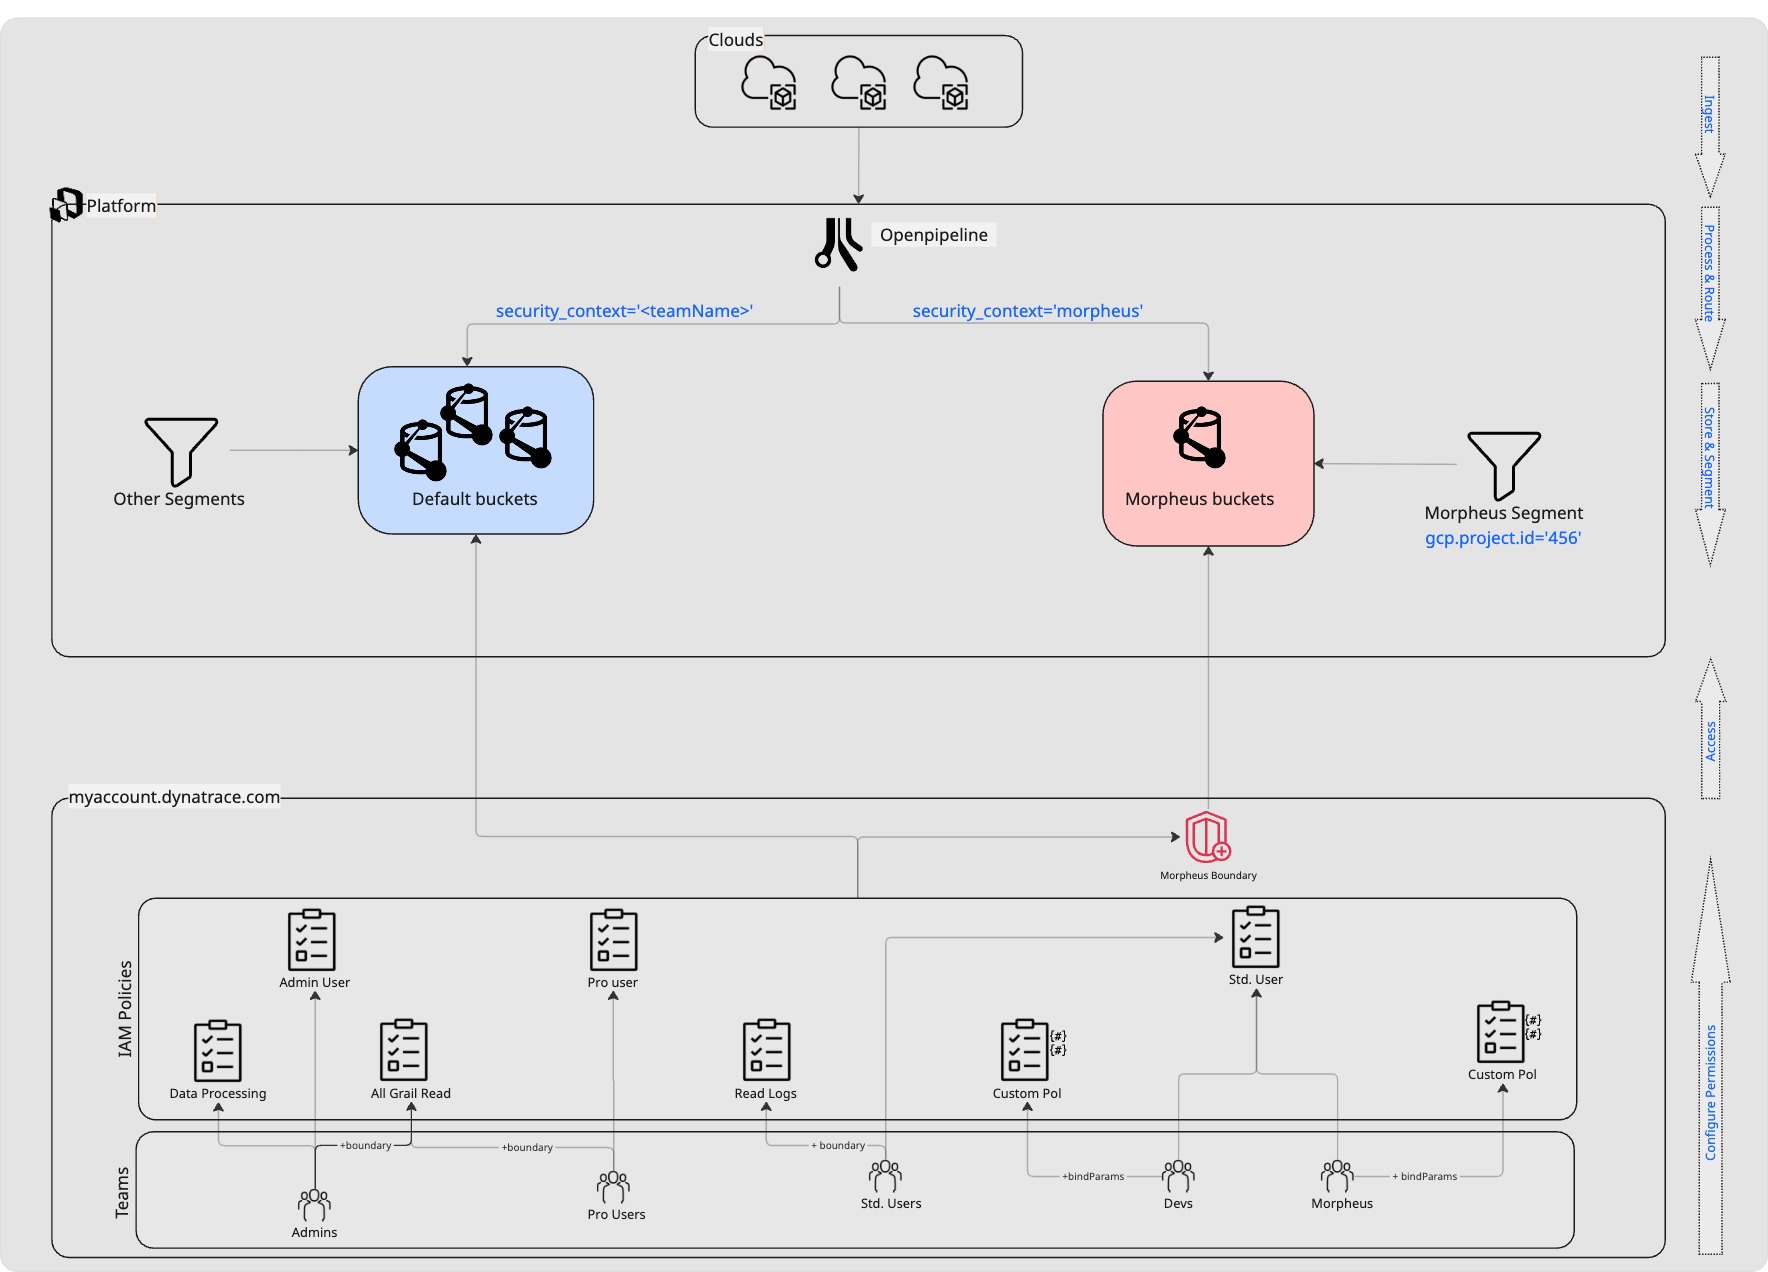 Clouds
Ingest
Platform
Openpipeline
Process & Route
security_context='<teamName>'
security_context='morpheus'
Store & Segment
Other Segments
Default buckets
Morpheus buckets
Morpheus Segment
gcp.project.id='456'
Access
myaccount.dynatrace.com
Morpheus Boundary
Configure Permissions
IAM Policies
Admin User
Pro user
Std. User
{#}
{#}
{#}
{#}
Data Processing
All Grail Read
Read Logs
Custom Pol
Custom Pol
Teams
+boundary
+boundary
+ boundary
+bindParams
+ bindParams
Admins
Pro Users
Std. Users
Devs
Morpheus